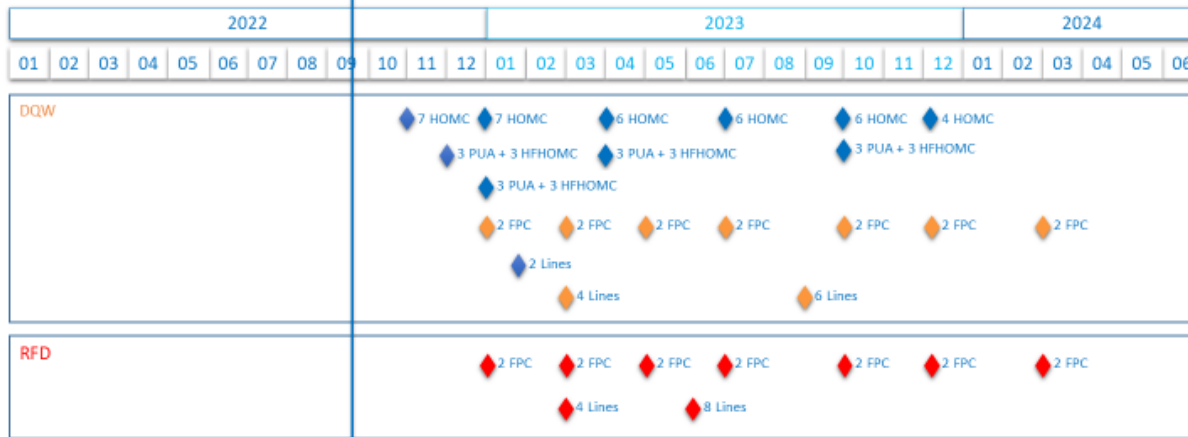 2022 2023 2024
01 02 03 04 05 06 07 08 09 10 11 12 01 02 03 04 05 06 07 08 09 10 11 12 01 02 03 04 05 06
DQW
7 HOMC 7 HOMC 6 HOMC 6 HOMC 6 HOMC 4 HOMC
3 PUA + 3 HFHOMC 3 PUA + 3 HFHOMC 3 PUA + 3 HFHOMC
3 PUA + 3 HFHOMC
2 FPC 2 FPC 2 FPC 2 FPC 2 FPC 2 FPC 2 FPC
2 Lines
4 Lines 6 Lines
RFD
2 FPC 2 FPC 2 FPC 2 FPC 2 FPC 2 FPC 2 FPC
4 Lines 8 Lines